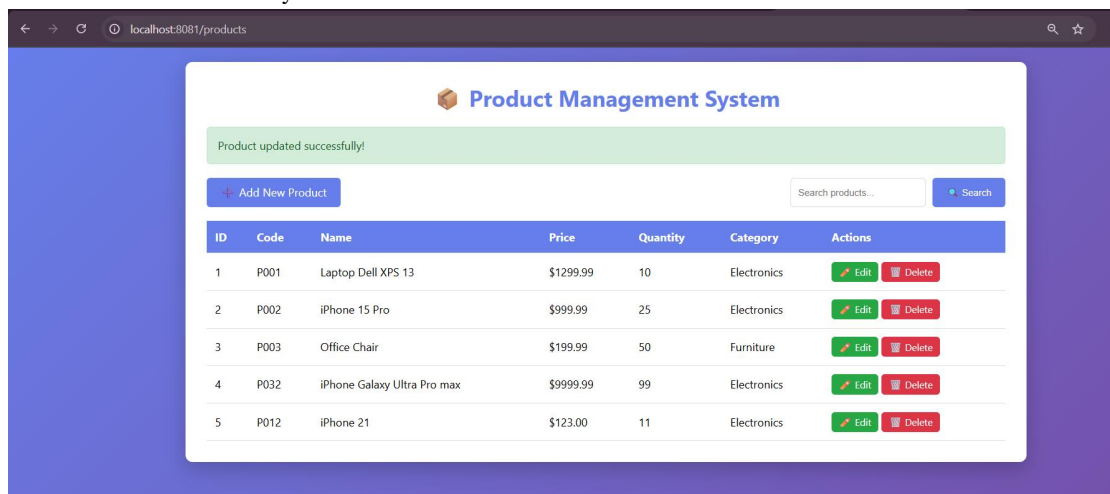 localhost:8081/products
Product Management System
Product updated successfully!
Add New Product
Search products...
Search
ID Code Name Price Quantity Category Actions
1 P001 Laptop Dell XPS 13 $1299.99 10 Electronics Edit Delete
2 P002 iPhone 15 Pro $999.99 25 Electronics Edit Delete
3 P003 Office Chair $199.99 50 Furniture Edit Delete
4 P032 iPhone Galaxy Ultra Pro max $9999.99 99 Electronics Edit Delete
5 P012 iPhone 21 $123.00 11 Electronics Edit Delete